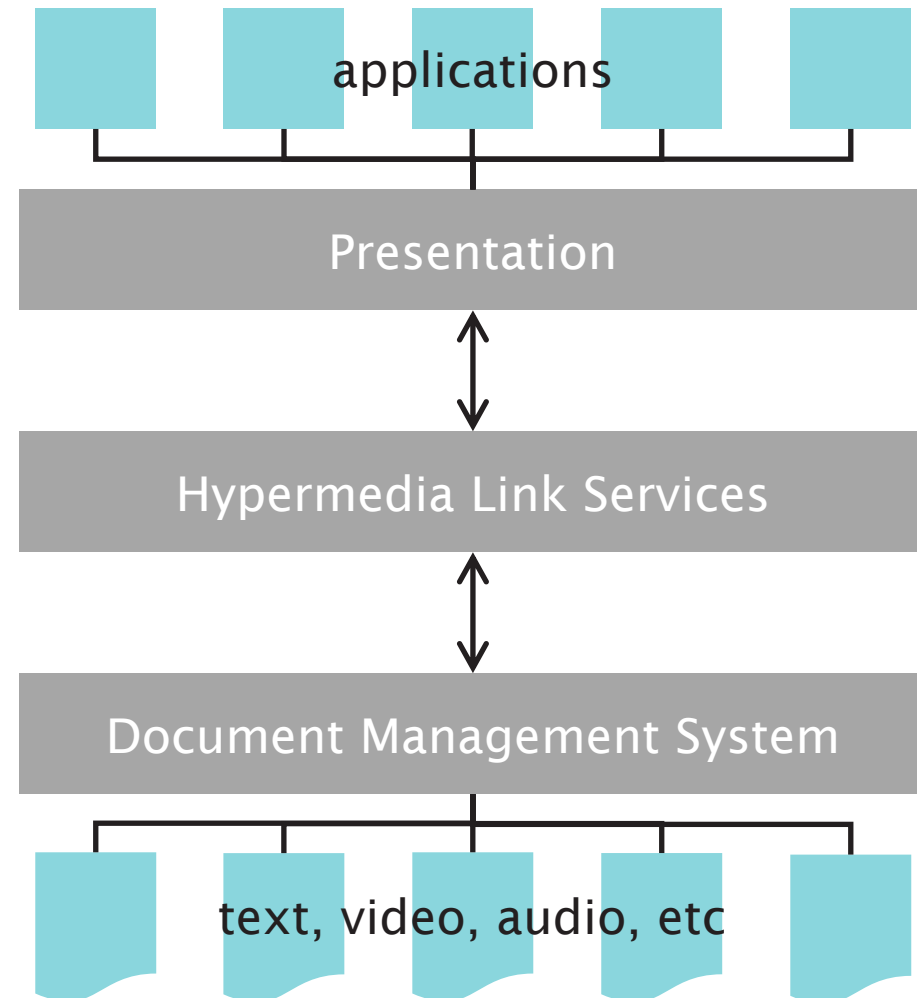 applications
Presentation
Hypermedia Link Services
Document Management System
text, video, audio, etc